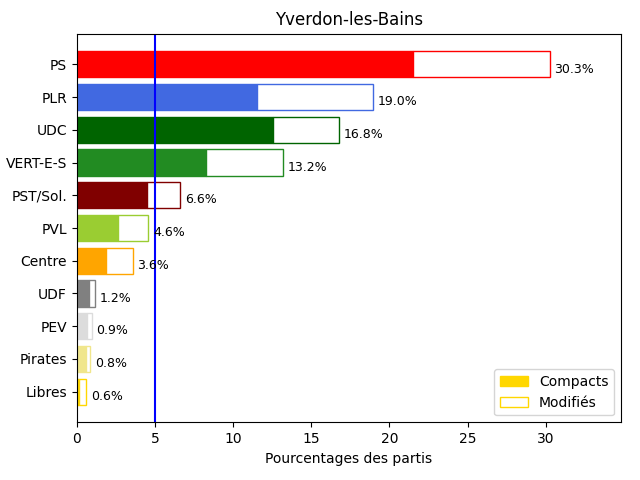 Yverdon-les-Bains
PS 30.3%
PLR 19.0%
UDC 16.8%
VERT-E-S 13.2%
PST/Sol. 6.6%
PVL 4.6%
Centre 3.6%
UDF 1.2%
PEV 0.9%
Pirates 0.8%
Libres 0.6%
Compacts
Modifiés
0 5 10 15 20 25 30
Pourcentages des partis